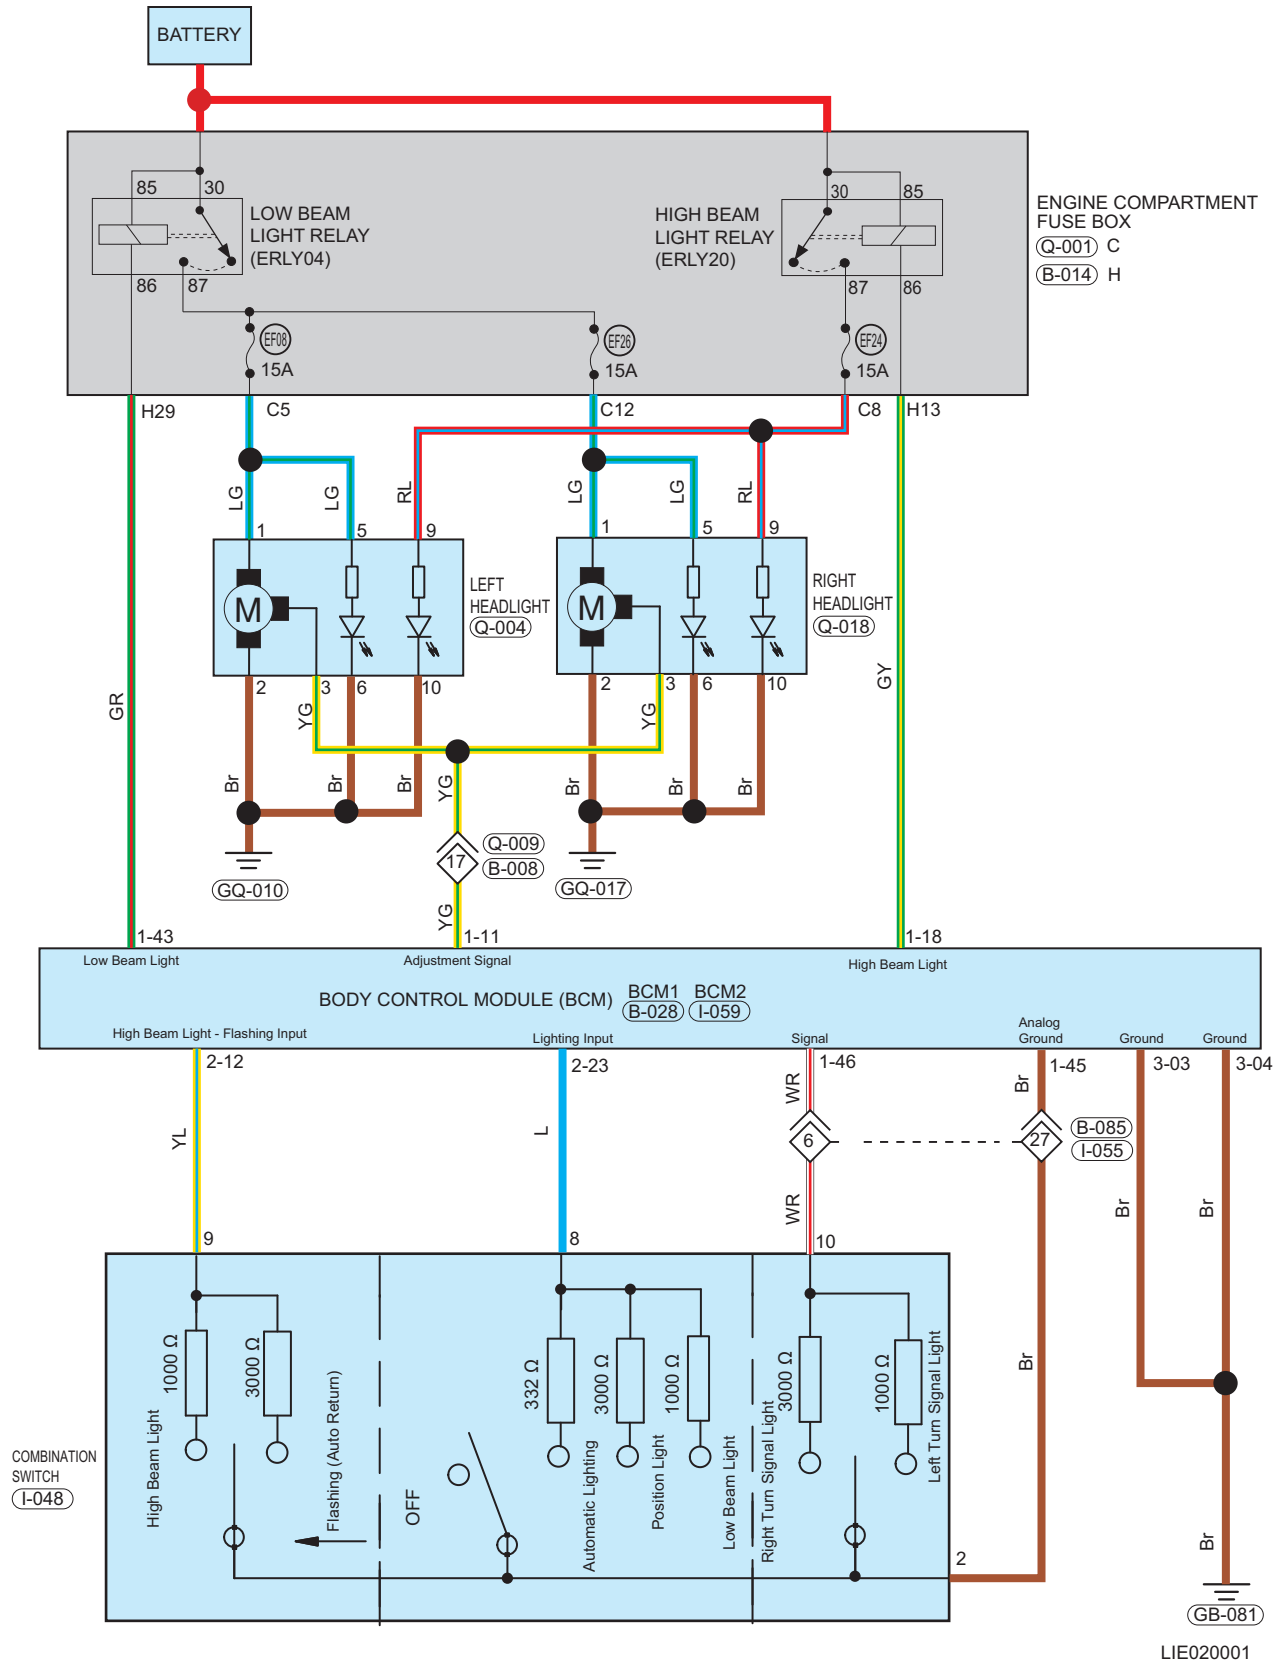 BATTERY
85
30
LOW BEAM
LIGHT RELAY
(ERLY04)
86
87
HIGH BEAM
LIGHT RELAY
(ERLY20)
30
85
87
86
ENGINE COMPARTMENT
FUSE BOX
Q-001 C
B-014 H
EF08
15A
EF26
15A
EF24
15A
H29
C5
C12
C8
H13
LG
LG
RL
LG
LG
RL
1
5
9
1
5
9
M
M
LEFT
HEADLIGHT
Q-004
RIGHT
HEADLIGHT
Q-018
2
3
6
10
2
3
6
10
GR
YG
YG
GY
Br
Br
Br
YG
Br
Br
Br
17
Q-009
B-008
GQ-010
GQ-017
YG
1-43
1-11
1-18
Low Beam Light
Adjustment Signal
High Beam Light
BODY CONTROL MODULE (BCM)
BCM1
B-028
BCM2
I-059
High Beam Light - Flashing Input
Lighting Input
Signal
Analog
Ground
Ground
Ground
2-12
2-23
1-46
1-45
3-03
3-04
YL
L
WR
Br
6
27
B-085
I-055
WR
Br
Br
Br
9
8
10
1000 Ω
3000 Ω
332 Ω
3000 Ω
1000 Ω
3000 Ω
1000 Ω
High Beam Light
Flashing (Auto Return)
OFF
Automatic Lighting
Position Light
Low Beam Light
Right Turn Signal Light
Left Turn Signal Light
COMBINATION
SWITCH
I-048
2
Br
GB-081
LIE020001